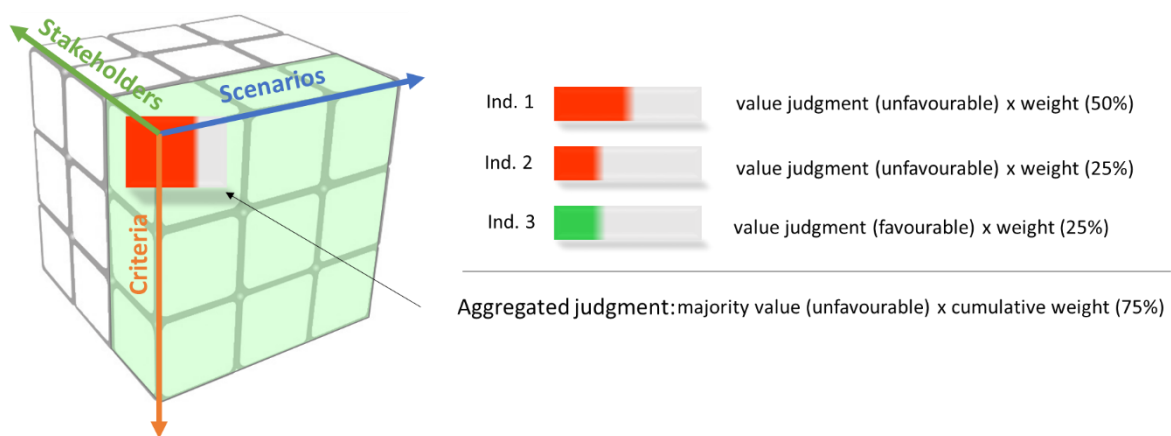 Stakeholders
Scenarios
Criteria
Ind. 1 value judgment (unfavourable) x weight (50%)
Ind. 2 value judgment (unfavourable) x weight (25%)
Ind. 3 value judgment (favourable) x weight (25%)
Aggregated judgment: majority value (unfavourable) x cumulative weight (75%)